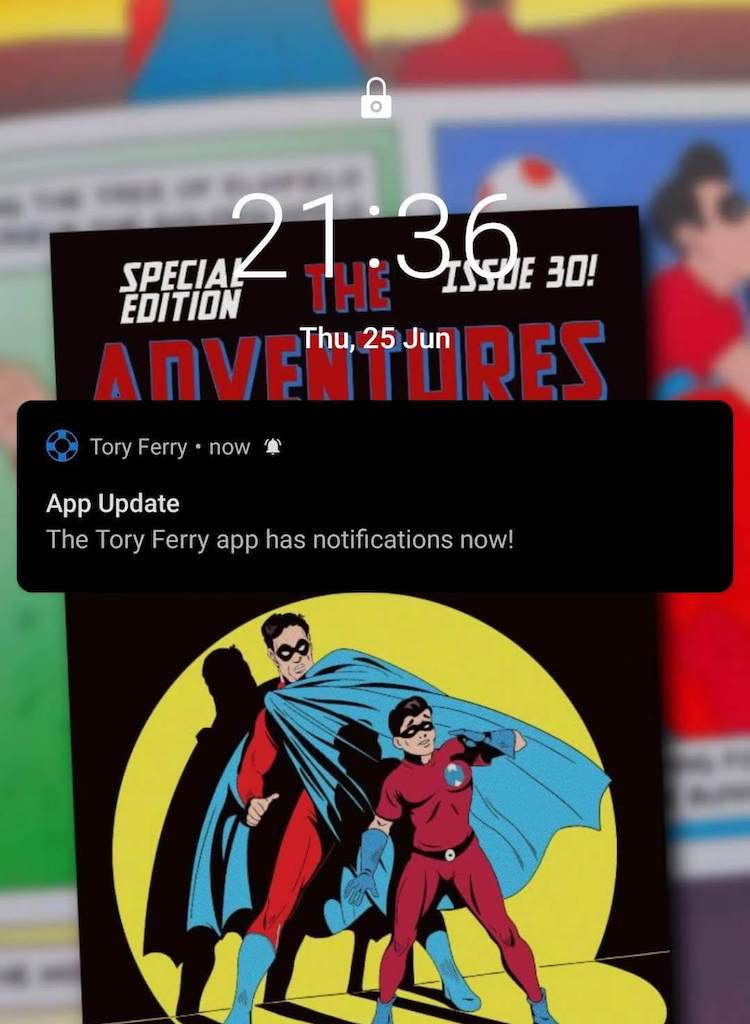 21:36
SPECIAL
EDITION
THE
ISSUE 30!
Thu, 25 Jun
ADVENTURES
Tory Ferry • now
App Update
The Tory Ferry app has notifications now!